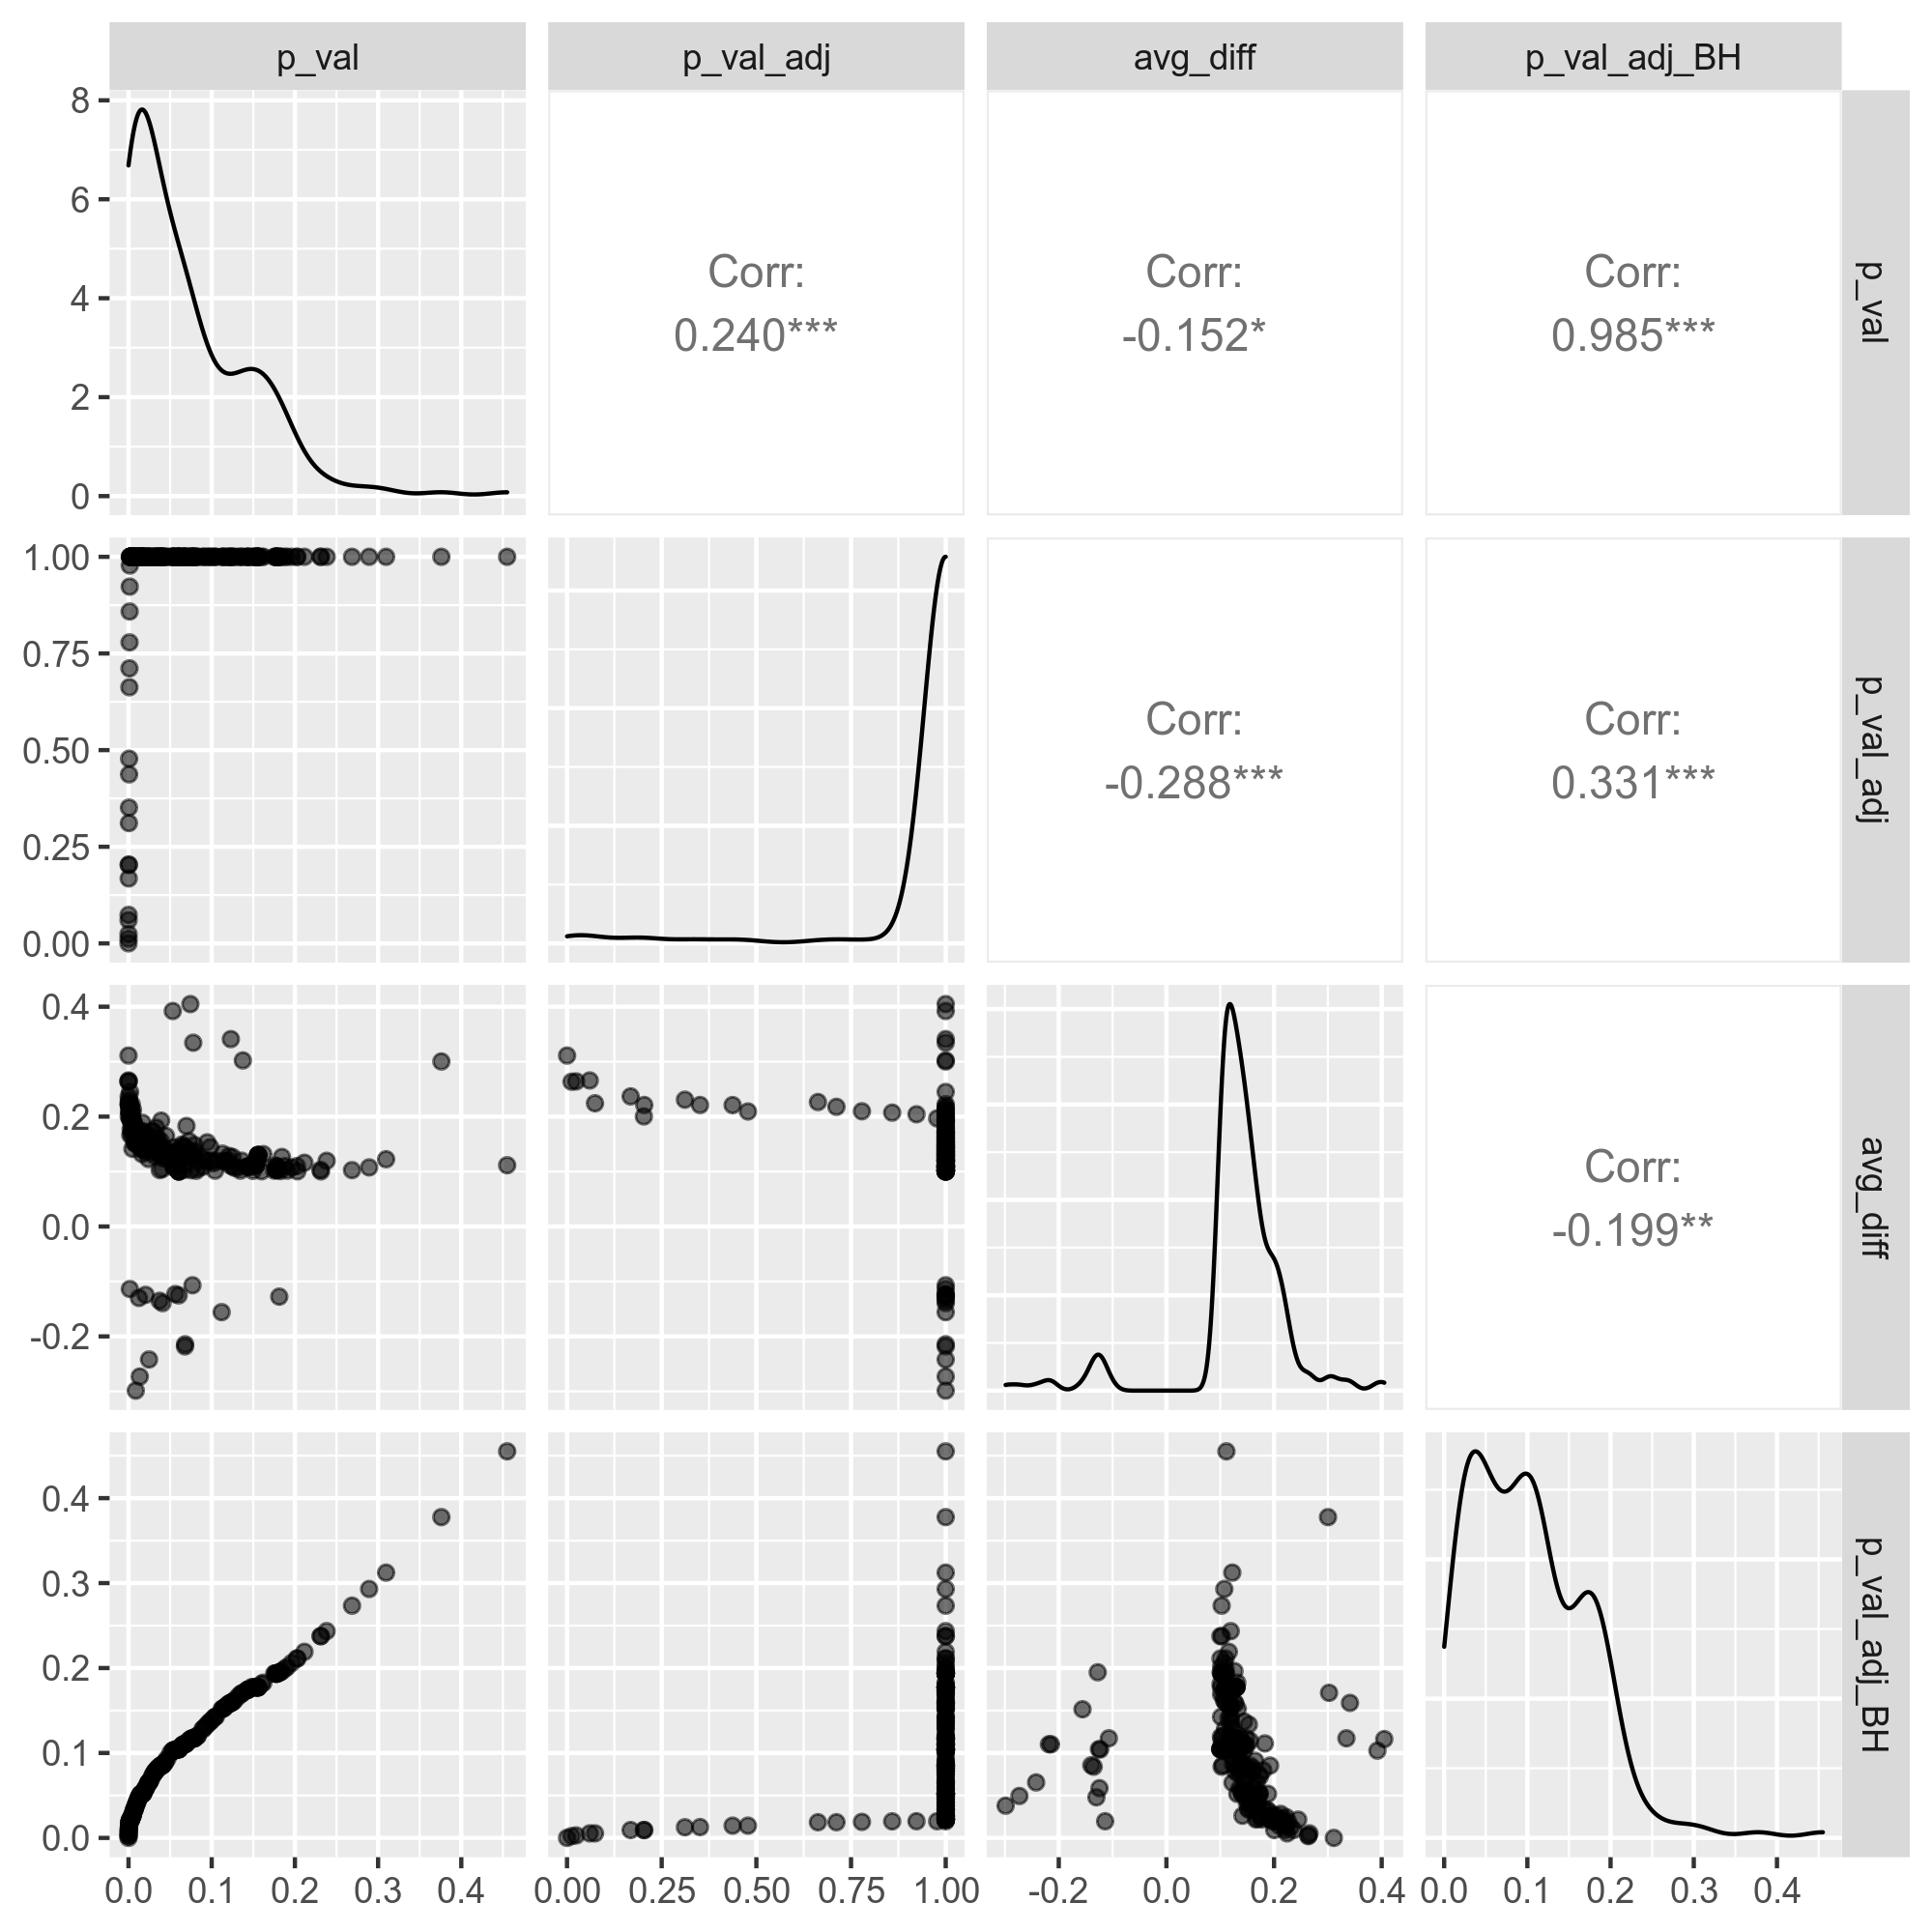 p_val p_val_adj avg_diff p_val_adj_BH
8
6
4
2
0
Corr:
0.240***
Corr:
-0.152*
Corr:
0.985***
p_val
1.00
0.75
0.50
0.25
0.00
Corr:
-0.288***
Corr:
0.331***
p_val_adj
0.4
0.2
0.0
-0.2
Corr:
-0.199**
avg_diff
0.4
0.3
0.2
0.1
0.0
p_val_adj_BH
0.0 0.1 0.2 0.3 0.4 0.00 0.25 0.50 0.75 1.00 -0.2 0.0 0.2 0.4 0.0 0.1 0.2 0.3 0.4